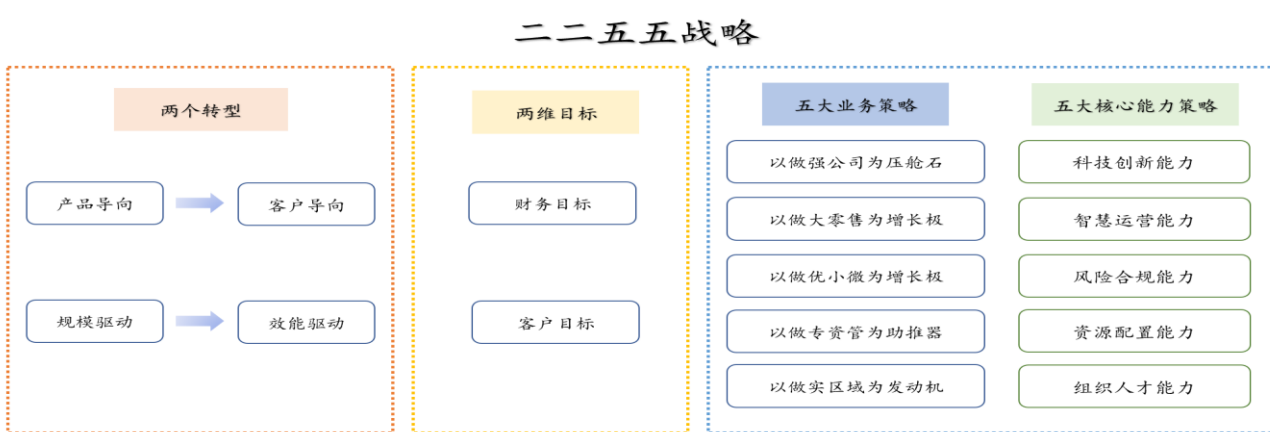 二二五五战略
两个转型
产品导向
客户导向
规模驱动
效能驱动
两维目标
财务目标
客户目标
五大业务策略
以做强公司为压舱石
以做大零售为增长极
以做优小微为增长极
以做专资管为助推器
以做实区域为发动机
五大核心能力策略
科技创新能力
智慧运营能力
风险合规能力
资源配置能力
组织人才能力